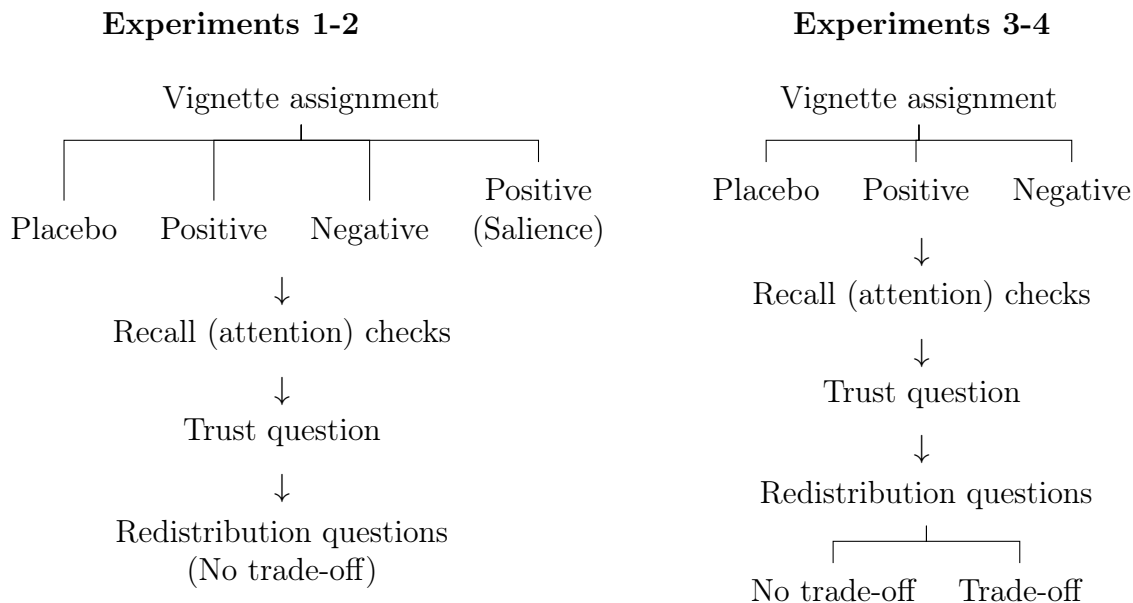 Experiments 1-2
Vignette assignment
Placebo
Positive
Negative
Positive
(Salience)
↓
Recall (attention) checks
↓
Trust question
↓
Redistribution questions
(No trade-off)
Experiments 3-4
Vignette assignment
Placebo
Positive
Negative
↓
Recall (attention) checks
↓
Trust question
↓
Redistribution questions
No trade-off
Trade-off